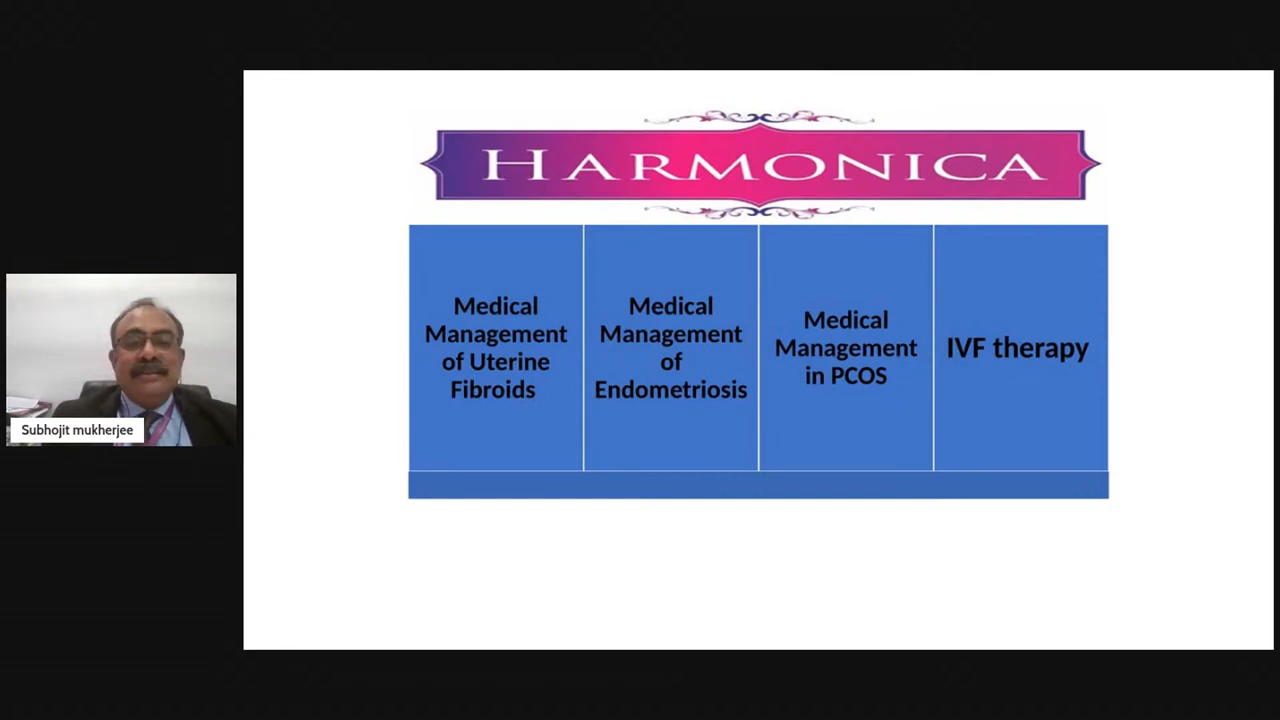 HARMONICA
Medical
Management
of Uterine
Fibroids
Medical
Management
of
Endometriosis
Medical
Management
in PCOS
IVF therapy
Subhojit mukherjee